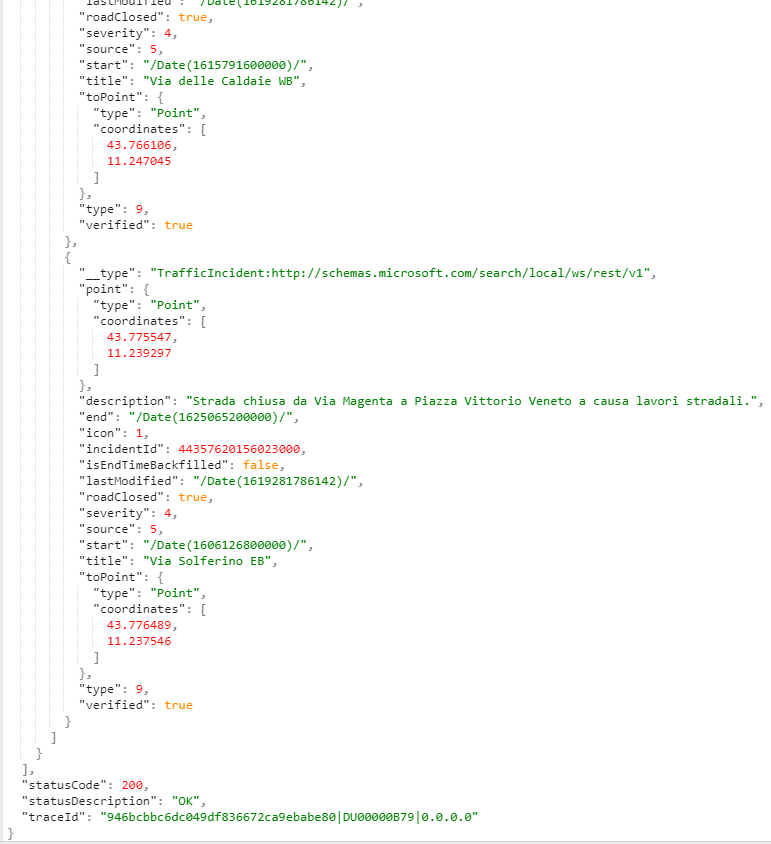 "lastModified": "/Date(1619281786142)/",
"roadClosed": true,
"severity": 4,
"source": 5,
"start": "/Date(1615791600000)/",
"title": "Via delle Caldaie WB",
"toPoint": {
"type": "Point",
"coordinates": [
43.766106,
11.247045
]
},
"type": 9,
"verified": true
},
{
"__type": "TrafficIncident:http://schemas.microsoft.com/search/local/ws/rest/v1",
"point": {
"type": "Point",
"coordinates": [
43.775547,
11.239297
]
},
"description": "Strada chiusa da Via Magenta a Piazza Vittorio Veneto a causa lavori stradali.",
"end": "/Date(1625065200000)/",
"icon": 1,
"incidentId": 44357620156023000,
"isEndTimeBackfilled": false,
"lastModified": "/Date(1619281786142)/",
"roadClosed": true,
"severity": 4,
"source": 5,
"start": "/Date(1606126800000)/",
"title": "Via Solferino EB",
"toPoint": {
"type": "Point",
"coordinates": [
43.776489,
11.237546
]
},
"type": 9,
"verified": true
}
]
}
],
"statusCode": 200,
"statusDescription": "OK",
"traceId": "946bcbbc6dc049df836672ca9ebabe80|DU00000B79|0.0.0.0"
}